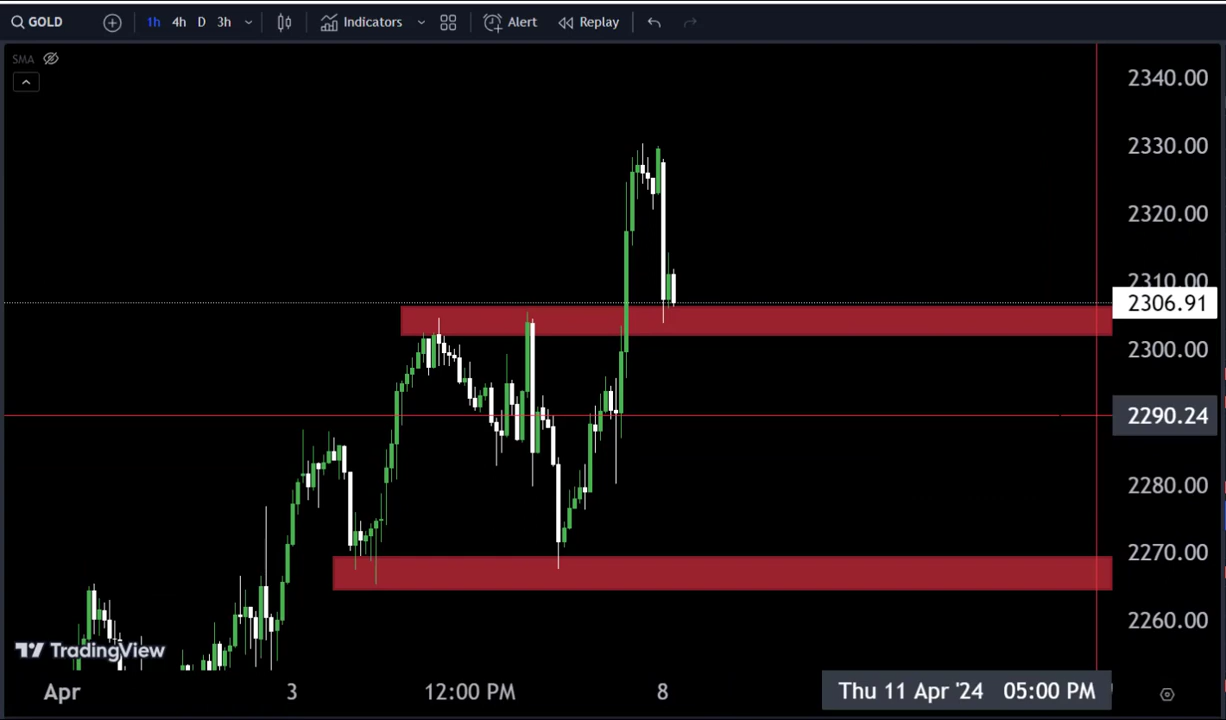 GOLD 1h 4h D 3h Indicators Alert Replay
SMA
2340.00
2330.00
2320.00
2310.00
2306.91
2300.00
2290.24
2280.00
2270.00
2260.00
TradingView
Apr 3 12:00 PM 8 Thu 11 Apr '24 05:00 PM